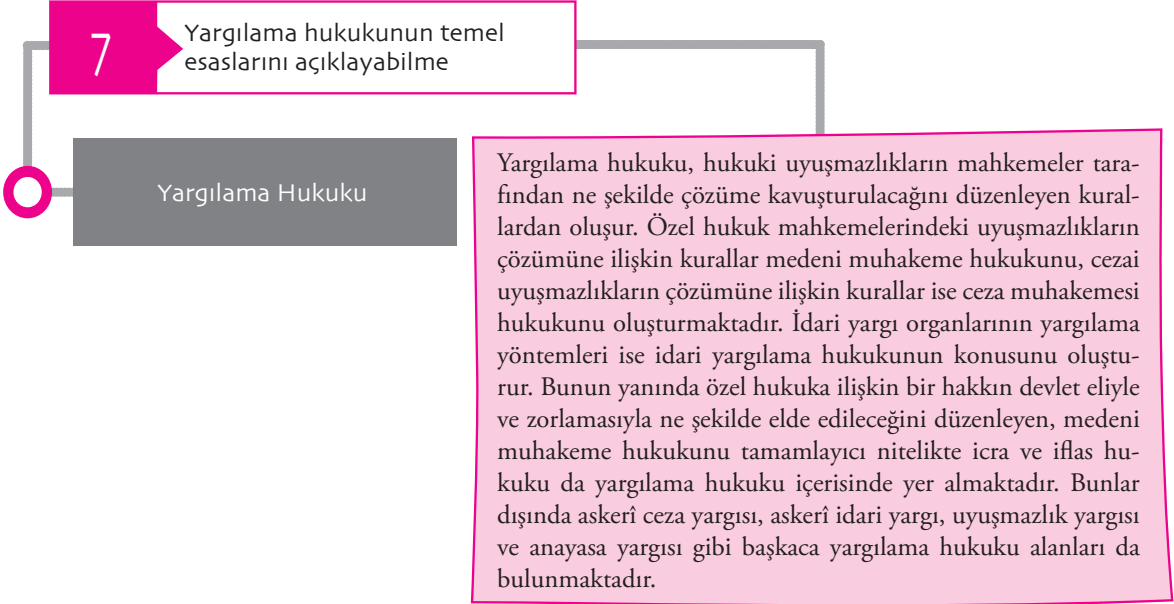 7
Yargılama hukukunun temel
esaslarını açıklayabilme
Yargılama Hukuku
Yargılama hukuku, hukuki uyuşmazlıkların mahkemeler tara-
fından ne şekilde çözüme kavuşturulacağını düzenleyen kural-
lardan oluşur. Özel hukuk mahkemelerindeki uyuşmazlıkların
çözümüne ilişkin kurallar medeni muhakeme hukukunu, cezai
uyuşmazlıkların çözümüne ilişkin kurallar ise ceza muhakemesi
hukukunu oluşturmaktadır. İdari yargı organlarının yargılama
yöntemleri ise idari yargılama hukukunun konusunu oluştu-
rur. Bunun yanında özel hukuka ilişkin bir hakkın devlet eliyle
ve zorlamasıyla ne şekilde elde edileceğini düzenleyen, medeni
muhakeme hukukunu tamamlayıcı nitelikte icra ve iflas hu-
kuku da yargılama hukuku içerisinde yer almaktadır. Bunlar
dışında askerî ceza yargısı, askerî idari yargı, uyuşmazlık yargısı
ve anayasa yargısı gibi başkaca yargılama hukuku alanları da
bulunmaktadır.